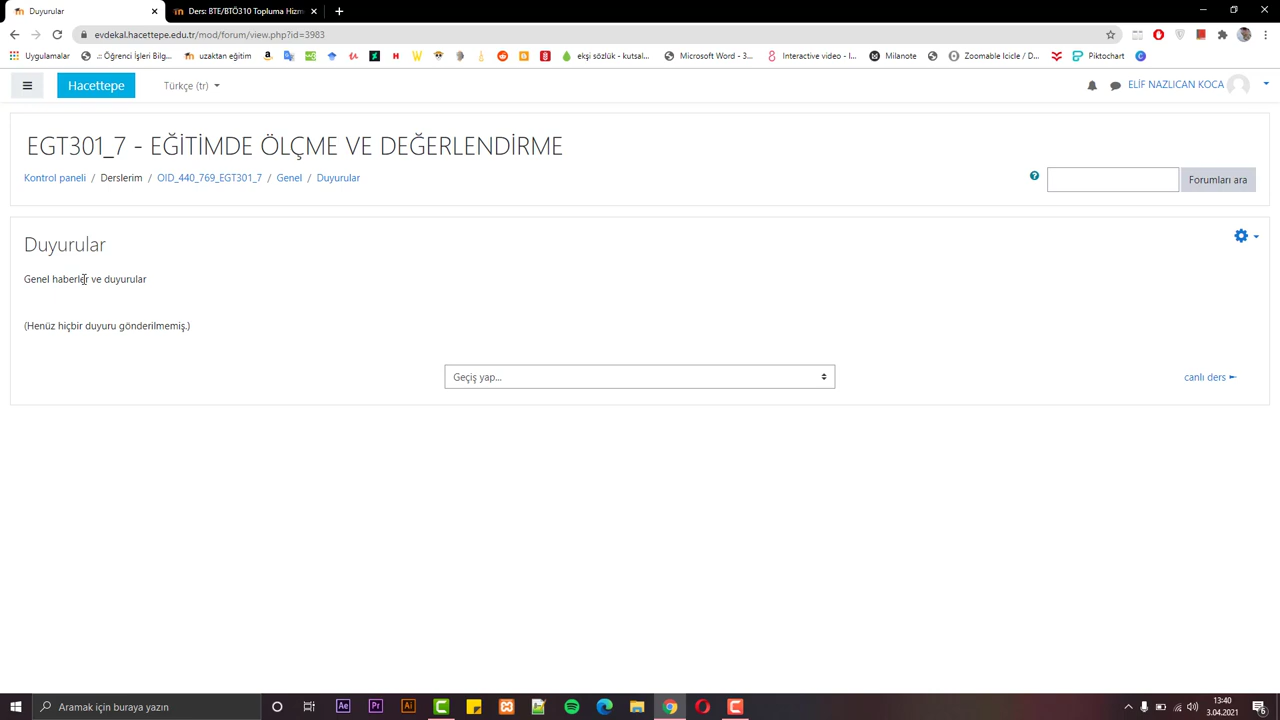 Duyurular
Ders: BTE/BTÖ310 Topluma Hizm
evdekal.hacettepe.edu.tr/mod/forum/view.php?id=3983
Uygulamalar
.:: Öğrenci İşleri Bilg...
uzaktan eğitim
ekşi sözlük - kutsal...
Microsoft Word - 3...
Interactive video - I...
Milanote
Zoomable Icicle / D...
Piktochart
Hacettepe
Türkçe (tr)
ELİF NAZLICAN KOCA
EGT301_7 - EĞİTİMDE ÖLÇME VE DEĞERLENDİRME
Kontrol paneli / Derslerim / OID_440_769_EGT301_7 / Genel / Duyurular
Forumları ara
Duyurular
Genel haberler ve duyurular
(Henüz hiçbir duyuru gönderilmemiş.)
Geçiş yap...
canlı ders ►
Aramak için buraya yazın
Ae
Pr
Ai
13:40
3.04.2021
6